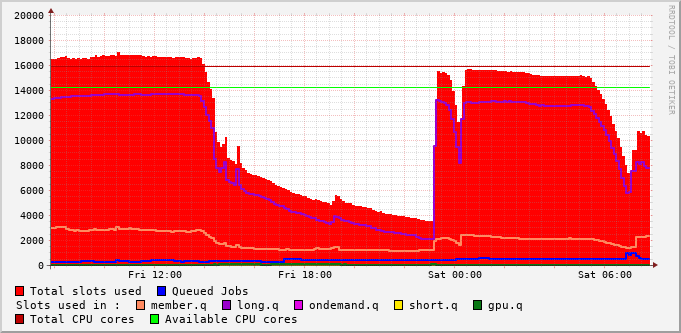 20000
18000
16000
14000
12000
10000
8000
6000
4000
2000
0
Fri 12:00 Fri 18:00 Sat 00:00 Sat 06:00
RRDTOOL / TOBI OETIKER
Total slots used Queued Jobs
Slots used in : member.q long.q ondemand.q short.q gpu.q
Total CPU cores Available CPU cores